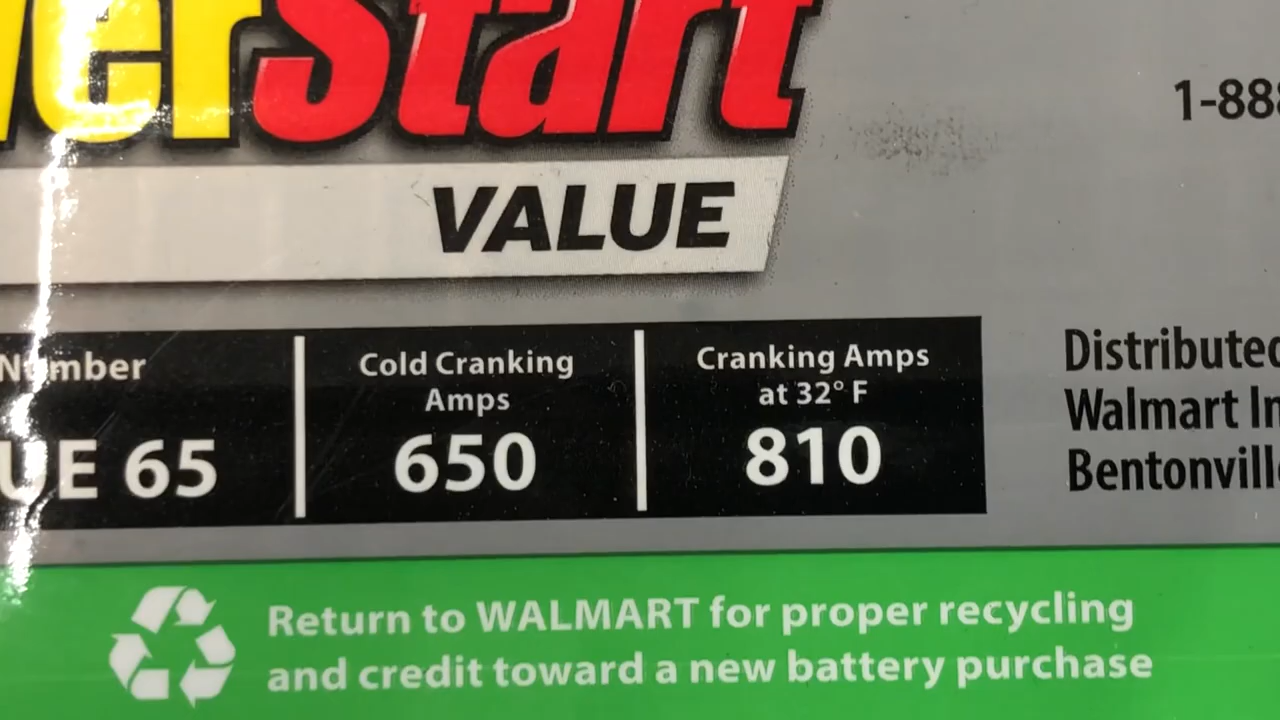 erStart
VALUE
1-888
Number
UE 65
Cold Cranking
Amps
650
Cranking Amps
at 32° F
810
Distributed
Walmart In
Bentonville
Return to WALMART for proper recycling
and credit toward a new battery purchase